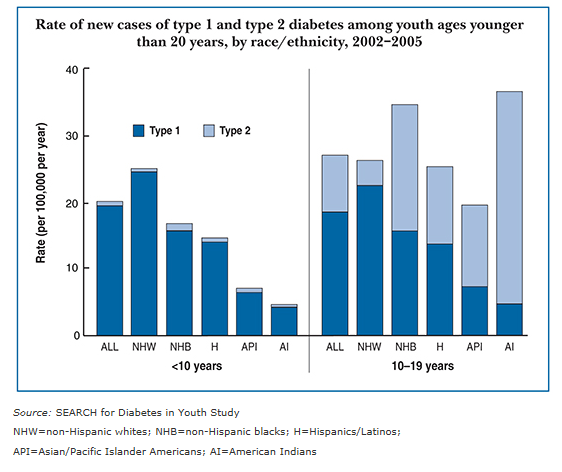 Rate of new cases of type 1 and type 2 diabetes among youth ages younger
than 20 years, by race/ethnicity, 2002–2005
Rate (per 100,000 per year)
40
30
20
10
0
Type 1 Type 2
ALL NHW NHB H API AI
<10 years
ALL NHW NHB H API AI
10–19 years
Source: SEARCH for Diabetes in Youth Study
NHW=non-Hispanic whites; NHB=non-Hispanic blacks; H=Hispanics/Latinos;
API=Asian/Pacific Islander Americans; AI=American Indians